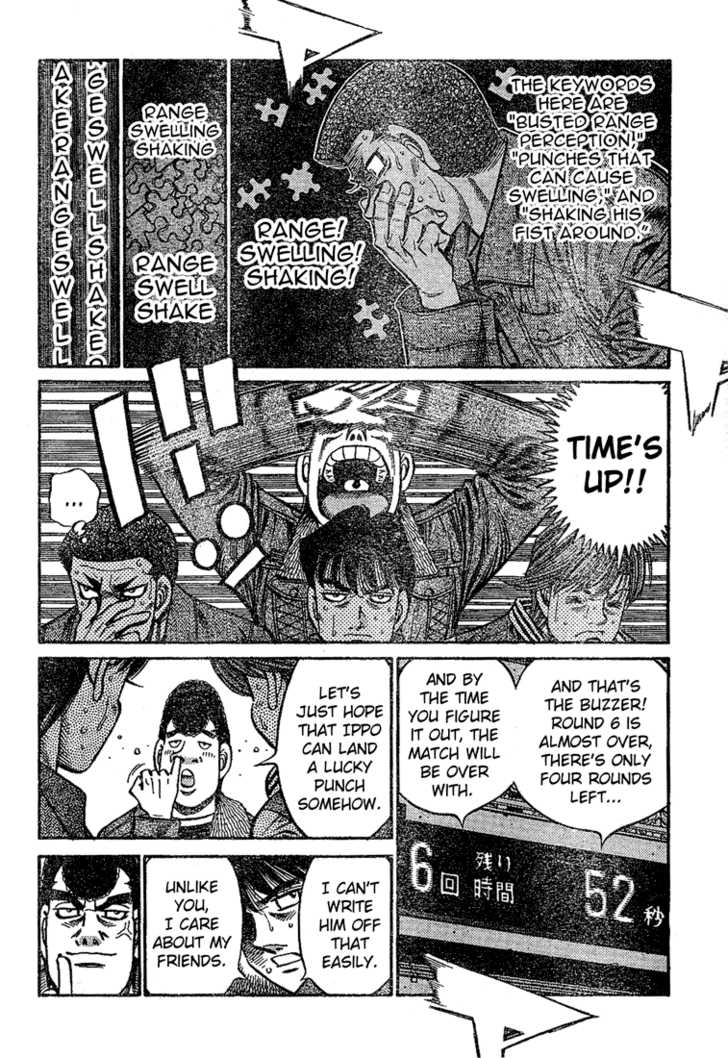 THE KEYWORDS
HERE ARE
"BUSTED RANGE
PERCEPTION,"
"PUNCHES THAT
CAN CAUSE
SWELLING," AND
"SHAKING HIS
FIST AROUND."
RANGE!
SWELLING!
SHAKING!
RANGE
SWELLING
SHAKING
RANGE
SWELL
SHAKE
GESWELLSHAKE
AKERANGESWELL
TIME'S
UP!!
...
AND THAT'S
THE BUZZER!
ROUND 6 IS
ALMOST OVER,
THERE'S ONLY
FOUR ROUNDS
LEFT...
AND BY
THE TIME
YOU FIGURE
IT OUT, THE
MATCH WILL
BE OVER
WITH.
6回 残り時間 52秒
LET'S
JUST HOPE
THAT IPPO
CAN LAND
A LUCKY
PUNCH
SOMEHOW.
I CAN'T
WRITE
HIM OFF
THAT
EASILY.
UNLIKE
YOU,
I CARE
ABOUT MY
FRIENDS.